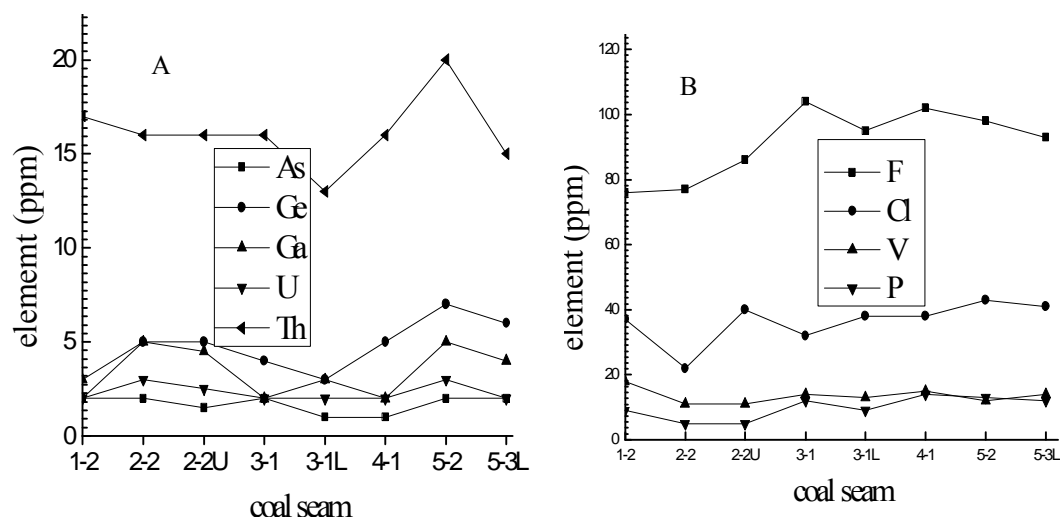 A
20
15
10
5
0
elememt (ppm)
As
Ge
Ga
U
Th
1-2 2-2 2-2U 3-1 3-1L 4-1 5-2 5-3L
coal seam
B
120
100
80
60
40
20
0
element (ppm)
F
Cl
V
P
1-2 2-2 2-2U 3-1 3-1L 4-1 5-2 5-3L
coal seam